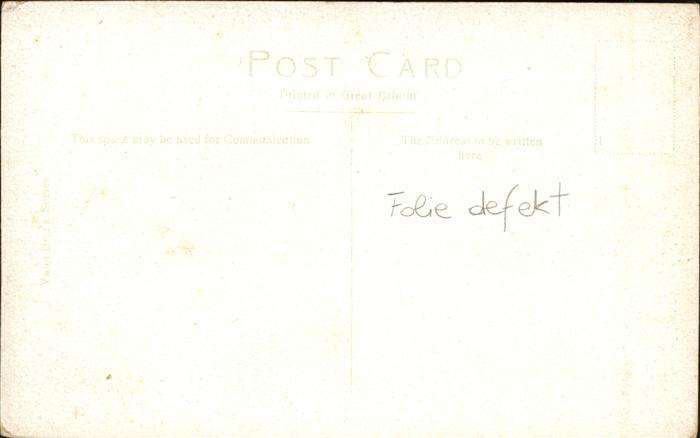 POST CARD
Printed in Great Britain
This space may be used for Communication
The Address to be written
here
Folie defekt
Series